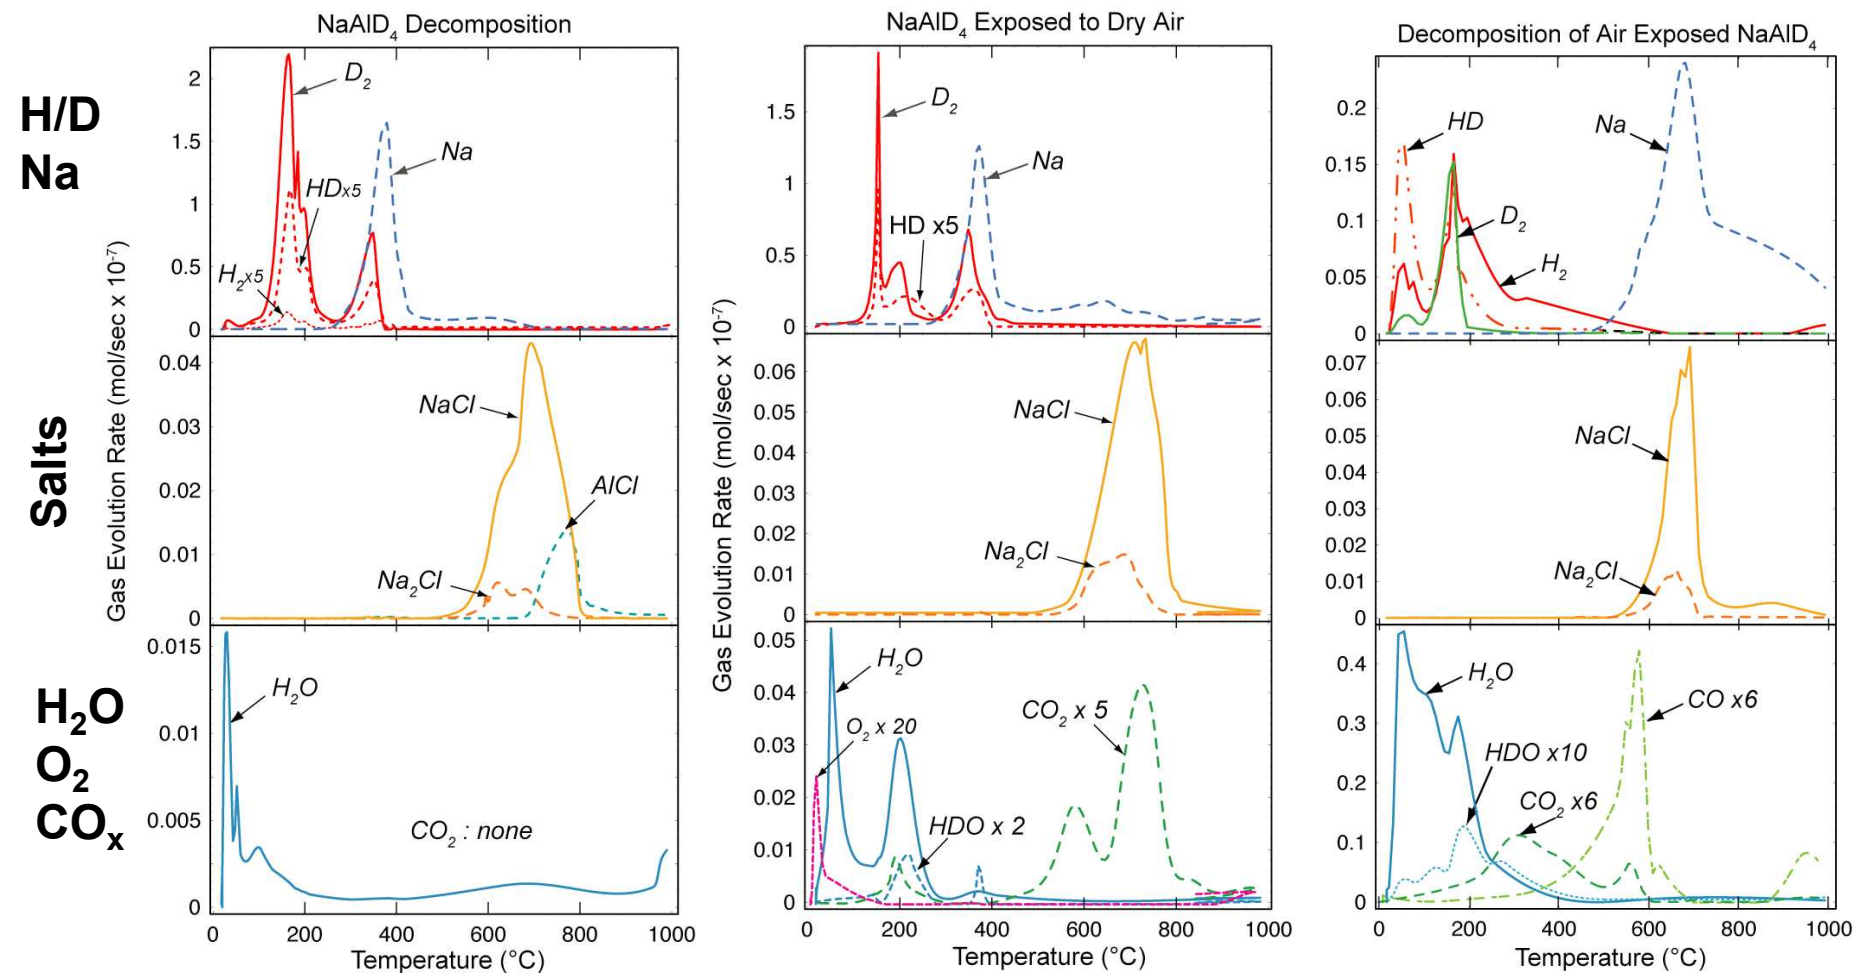 NaAlD4 Decomposition
NaAlD4 Exposed to Dry Air
Decomposition of Air Exposed NaAlD4
H/D
Na
Salts
H2O
O2
COx
Gas Evolution Rate (mol/sec x 10-7)
2
1.5
1
0.5
0
D2
Na
HDx5
H2x5
0.04
0.03
0.02
0.01
0
NaCl
AlCl
Na2Cl
0.015
0.01
0.005
0
H2O
CO2 : none
0 200 400 600 800 1000
Temperature (°C)
Gas Evolution Rate (mol/sec x 10-7)
1.5
1
0.5
0
D2
Na
HD x5
0.06
0.05
0.04
0.03
0.02
0.01
0
NaCl
Na2Cl
0.05
0.04
0.03
0.02
0.01
0
H2O
O2 x 20
CO2 x 5
HDO x 2
0 200 400 600 800 1000
Temperature (°C)
0.2
0.15
0.1
0.05
0
HD
Na
D2
H2
0.07
0.06
0.05
0.04
0.03
0.02
0.01
0
NaCl
Na2Cl
0.4
0.3
0.2
0.1
0
H2O
CO x6
HDO x10
CO2 x6
0 200 400 600 800 1000
Temperature (°C)